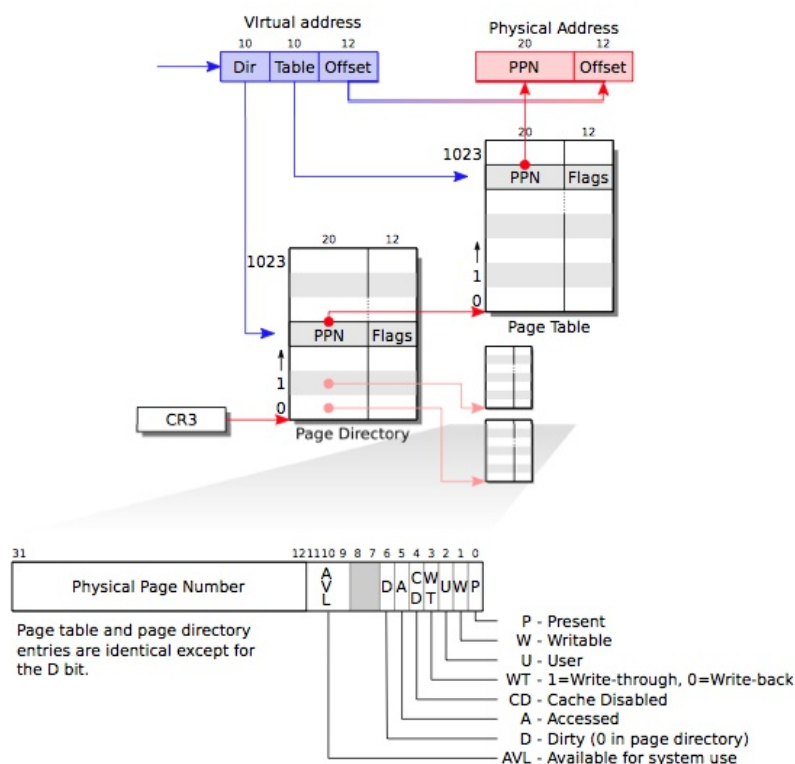 VIrtual address
Physical Address
10 10 12
20 12
Dir Table Offset
PPN Offset
20 12
1023
PPN Flags
1
0
Page Table
20 12
1023
PPN Flags
1
0
CR3
Page Directory
31 12 11 10 9 8 7 6 5 4 3 2 1 0
Physical Page Number AVL D A CD WT U W P
Page table and page directory
entries are identical except for
the D bit.
P - Present
W - Writable
U - User
WT - 1=Write-through, 0=Write-back
CD - Cache Disabled
A - Accessed
D - Dirty (0 in page directory)
AVL - Available for system use